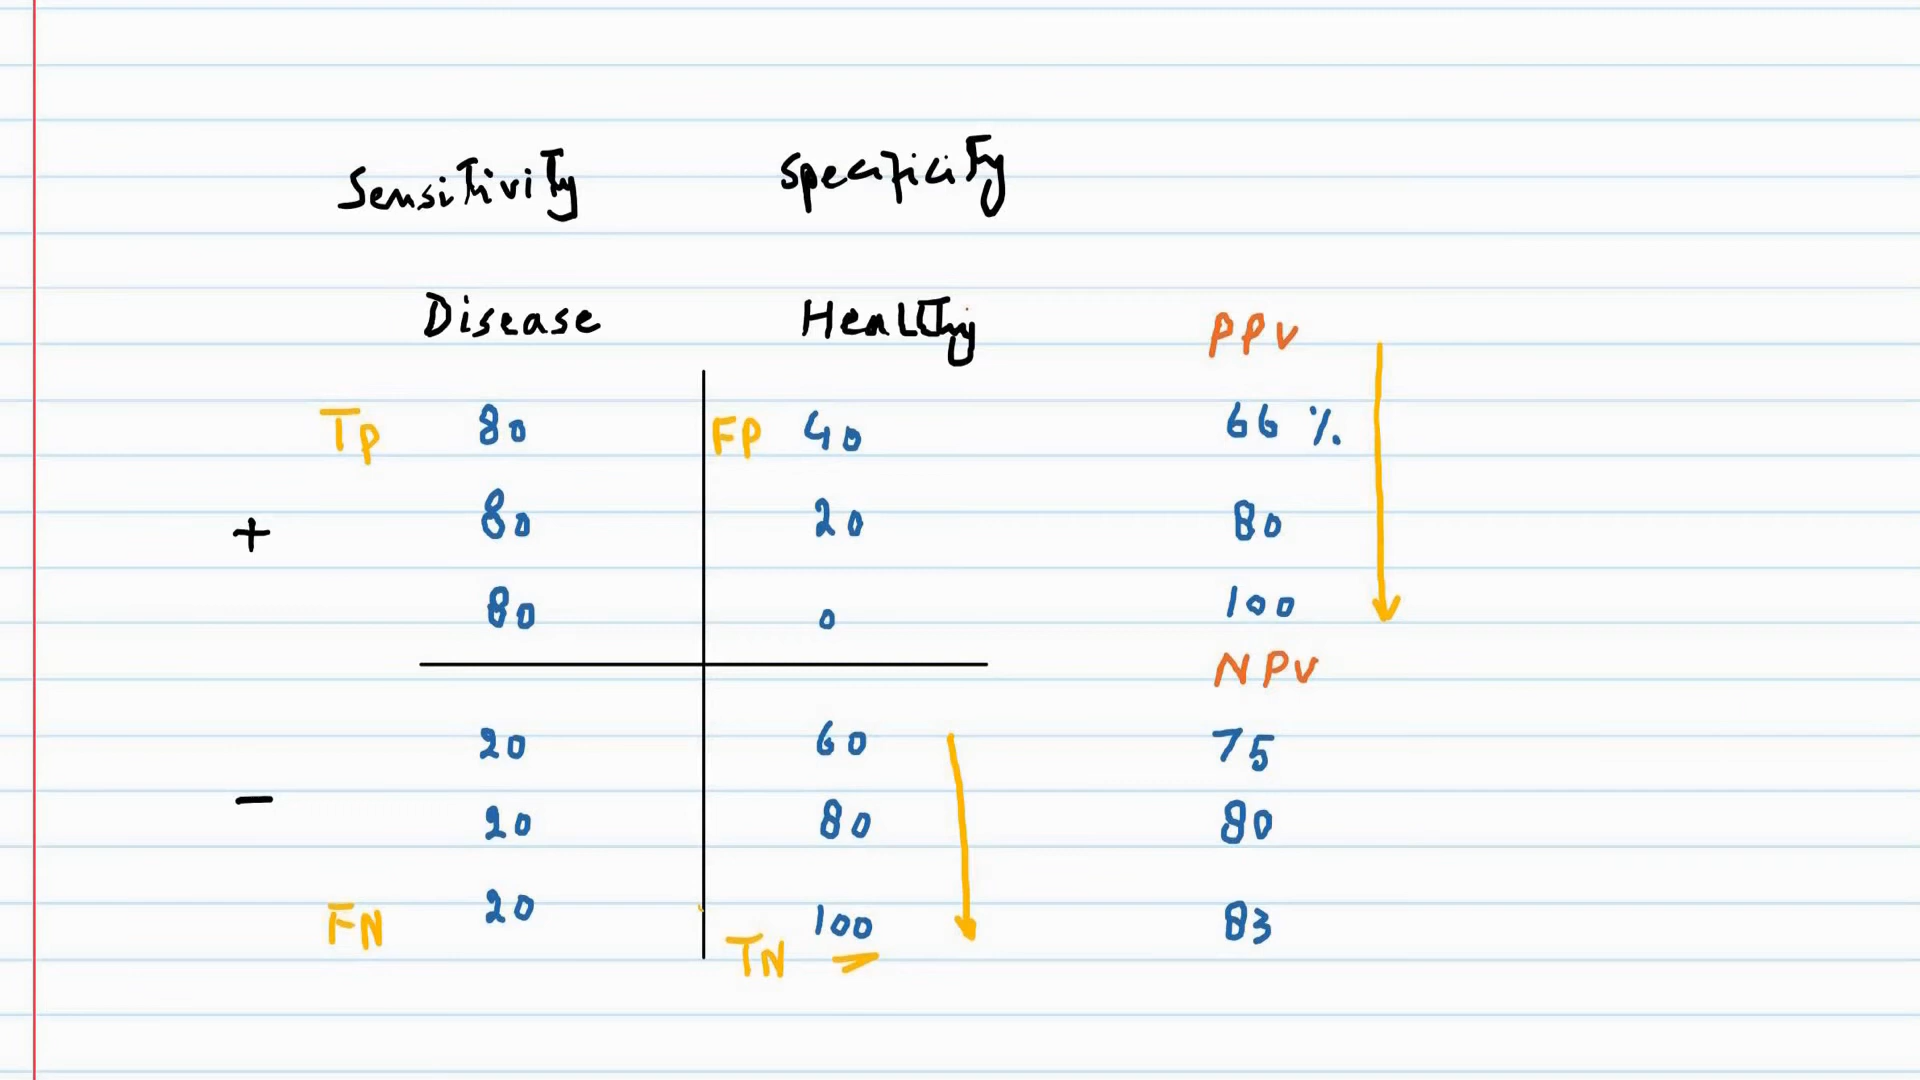 Sensitivity Specificity
Disease Healthy PPV
TP 80 FP 40 66 %.
+ 80 20 80
80 0 100
NPV
20 60 75
- 20 80 80
FN 20 TN 100 83